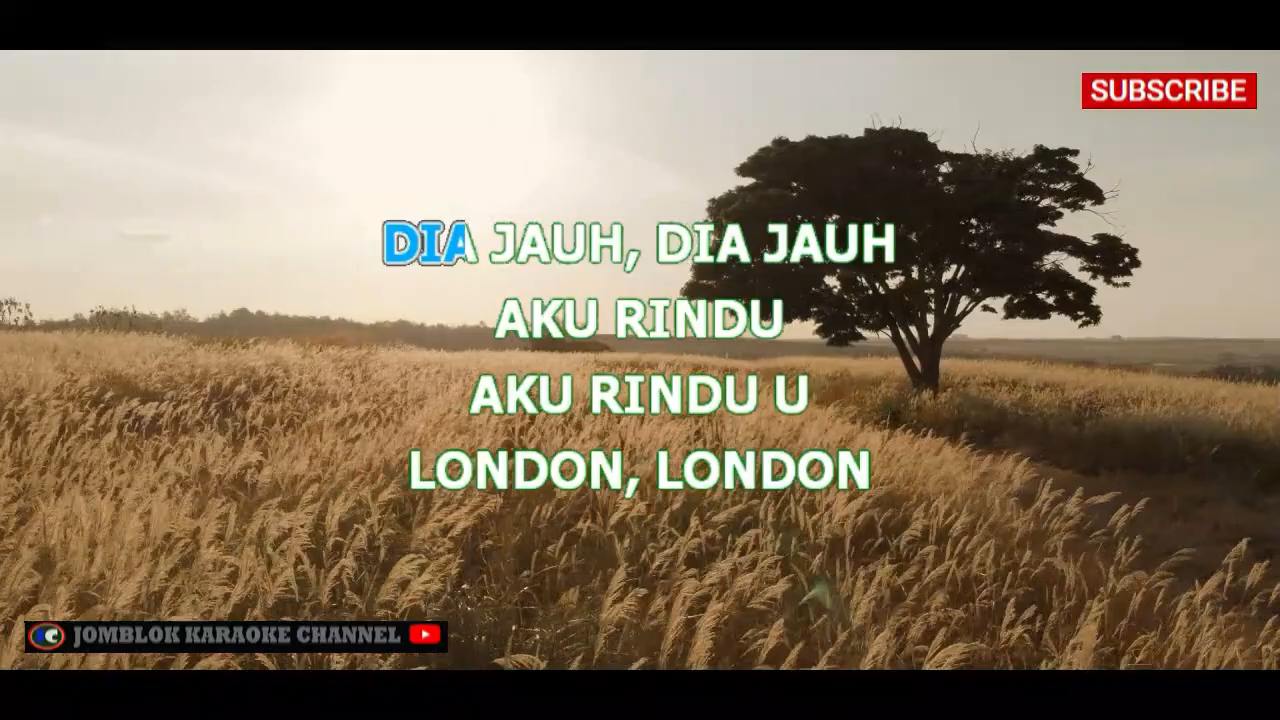 SUBSCRIBE
DIA JAUH, DIA JAUH
AKU RINDU
AKU RINDU U
LONDON, LONDON
JOMBLOK KARAOKE CHANNEL